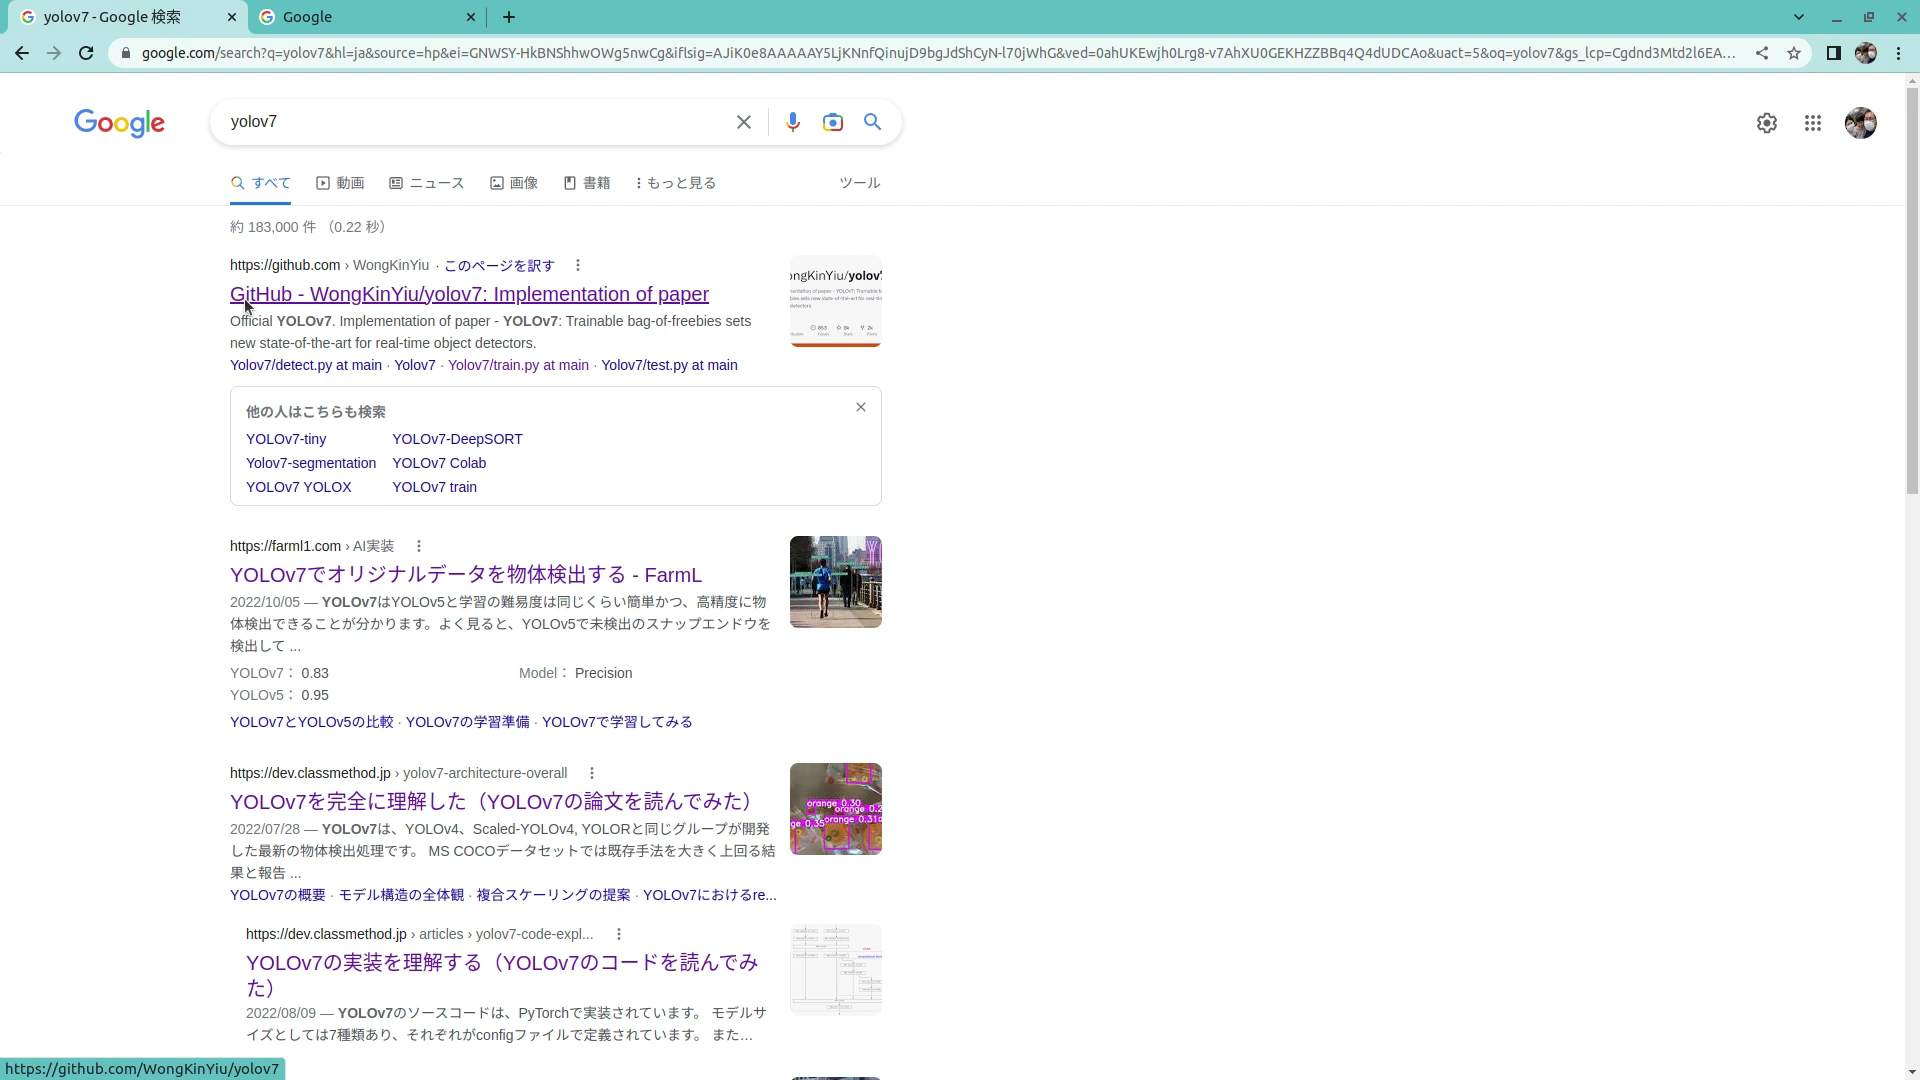 yolov7 - Google 検索
Google
google.com/search?q=yolov7&hl=ja&source=hp&ei=GNWSY-HkBNShhwOWg5nwCg&iflsig=AJiK0e8AAAAAY5LjKNnfQinujD9bgJdShCyN-l70jWhG&ved=0ahUKEwjh0Lrg8-v7AhXU0GEKHZZBBq4Q4dUDCAo&uact=5&oq=yolov7&gs_lcp=Cgdnd3Mtd2l6EA...
Google
yolov7
すべて
動画
ニュース
画像
書籍
もっと見る
ツール
約 183,000 件 （0.22 秒）
https://github.com › WongKinYiu · このページを訳す
GitHub - WongKinYiu/yolov7: Implementation of paper
Official YOLOv7. Implementation of paper - YOLOv7: Trainable bag-of-freebies sets
new state-of-the-art for real-time object detectors.
Yolov7/detect.py at main · Yolov7 · Yolov7/train.py at main · Yolov7/test.py at main
ongKinYiu/yolov7
他の人はこちらも検索
YOLOv7-tiny
YOLOv7-DeepSORT
Yolov7-segmentation
YOLOv7 Colab
YOLOv7 YOLOX
YOLOv7 train
https://farml1.com › AI実装
YOLOv7でオリジナルデータを物体検出する - FarmL
2022/10/05 — YOLOv7はYOLOv5と学習の難易度は同じくらい簡単かつ、高精度に物
体検出できることが分かります。よく見ると、YOLOv5で未検出のスナップエンドウを
検出して ...
YOLOv7： 0.83
Model： Precision
YOLOv5： 0.95
YOLOv7とYOLOv5の比較 · YOLOv7の学習準備 · YOLOv7で学習してみる
https://dev.classmethod.jp › yolov7-architecture-overall
YOLOv7を完全に理解した（YOLOv7の論文を読んでみた）
2022/07/28 — YOLOv7は、YOLOv4、Scaled-YOLOv4, YOLORと同じグループが開発
した最新の物体検出処理です。 MS COCOデータセットでは既存手法を大きく上回る結
果と報告 ...
YOLOv7の概要 · モデル構造の全体観 · 複合スケーリングの提案 · YOLOv7におけるre...
orange 0.30
orange 0.2
ge 0.35
orange 0.31
https://dev.classmethod.jp › articles › yolov7-code-expl...
YOLOv7の実装を理解する（YOLOv7のコードを読んでみ
た）
2022/08/09 — YOLOv7のソースコードは、PyTorchで実装されています。 モデルサ
イズとしては7種類あり、それぞれがconfigファイルで定義されています。 また...
https://github.com/WongKinYiu/yolov7